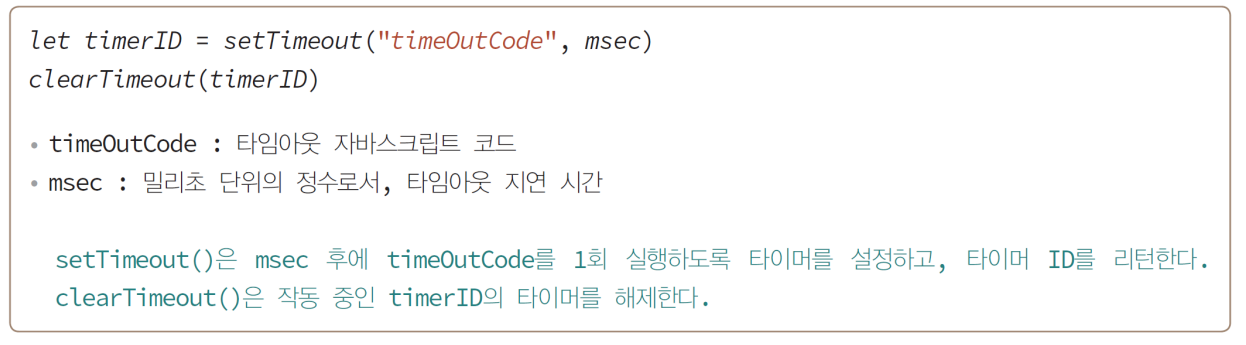 let timerID = setTimeout("timeOutCode", msec)
clearTimeout(timerID)
• timeOutCode : 타임아웃 자바스크립트 코드
• msec : 밀리초 단위의 정수로서, 타임아웃 지연 시간
setTimeout()은 msec 후에 timeOutCode를 1회 실행하도록 타이머를 설정하고, 타이머 ID를 리턴한다.
clearTimeout()은 작동 중인 timerID의 타이머를 해제한다.